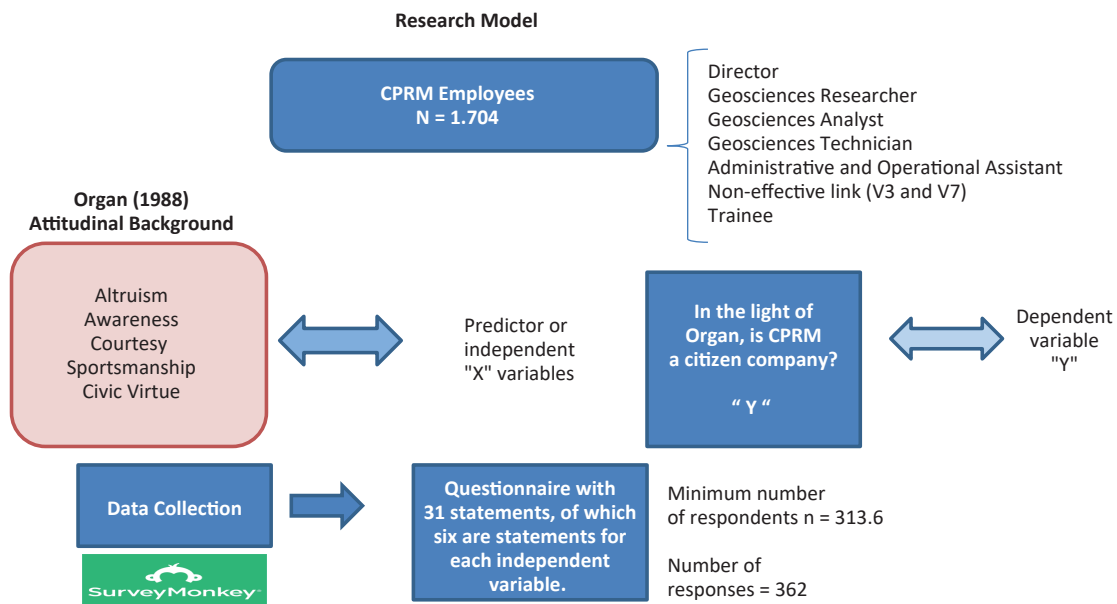 Research Model
CPRM Employees
N = 1.704
Director
Geosciences Researcher
Geosciences Analyst
Geosciences Technician
Administrative and Operational Assistant
Non-effective link (V3 and V7)
Trainee
Organ (1988)
Attitudinal Background
Altruism
Awareness
Courtesy
Sportsmanship
Civic Virtue
Predictor or
independent
"X" variables
In the light of
Organ, is CPRM
a citizen company?
“ Y “
Dependent
variable
"Y"
Data Collection
SurveyMonkey
Questionnaire with
31 statements, of which
six are statements for
each independent
variable.
Minimum number
of respondents n = 313.6
Number of
responses = 362